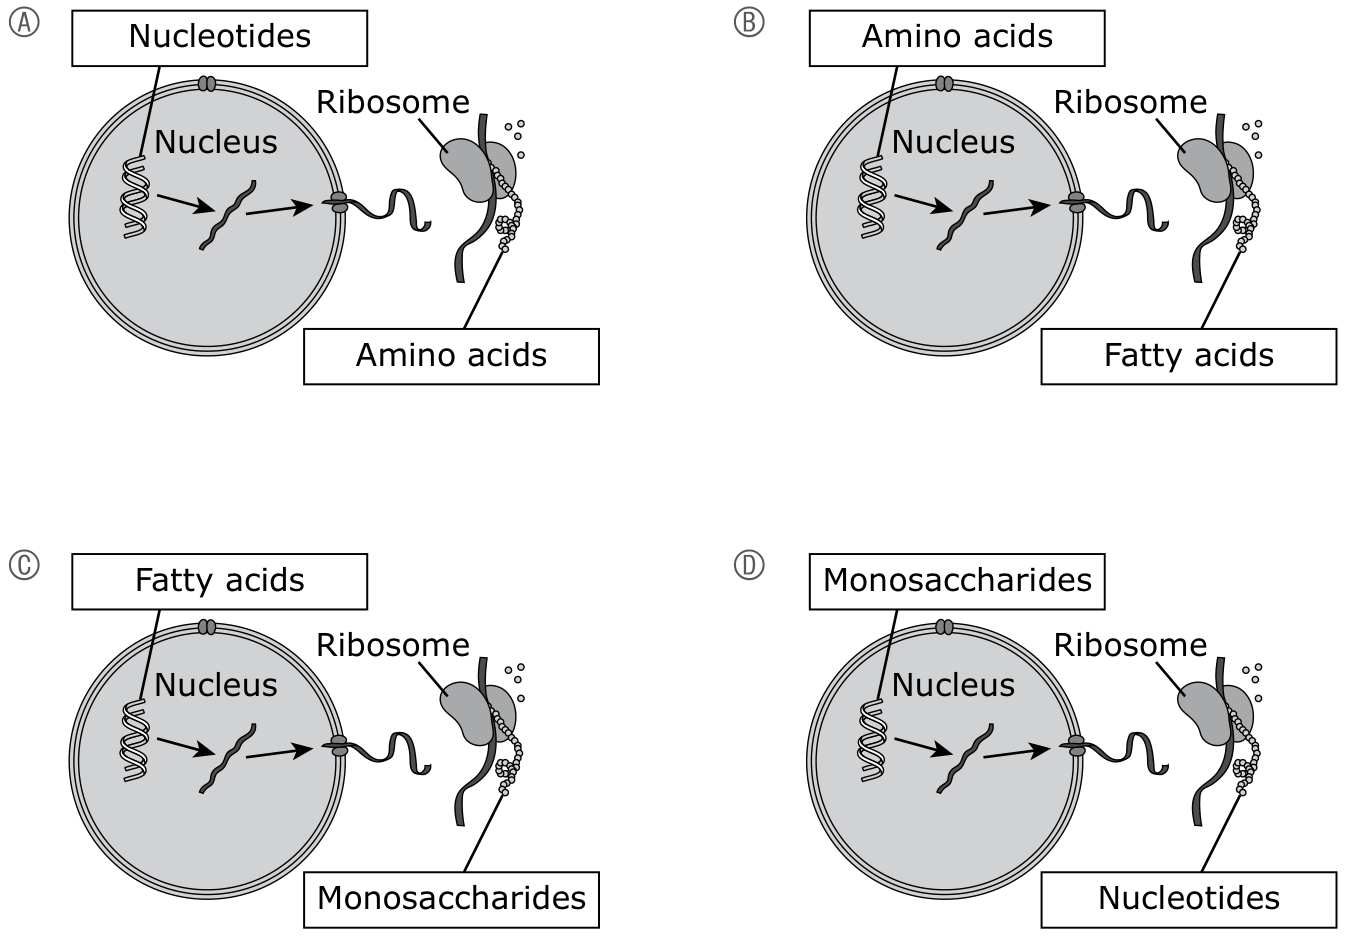 A
Nucleotides
Ribosome
Nucleus
Amino acids
B
Amino acids
Ribosome
Nucleus
Fatty acids
C
Fatty acids
Ribosome
Nucleus
Monosaccharides
D
Monosaccharides
Ribosome
Nucleus
Nucleotides